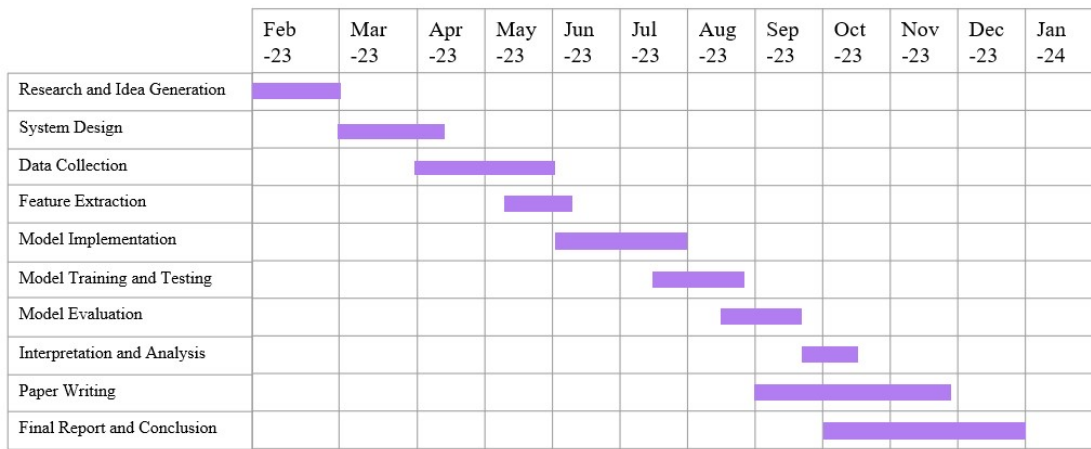 Feb Mar Apr May Jun Jul Aug Sep Oct Nov Dec Jan
-23 -23 -23 -23 -23 -23 -23 -23 -23 -23 -23 -24
Research and Idea Generation
System Design
Data Collection
Feature Extraction
Model Implementation
Model Training and Testing
Model Evaluation
Interpretation and Analysis
Paper Writing
Final Report and Conclusion